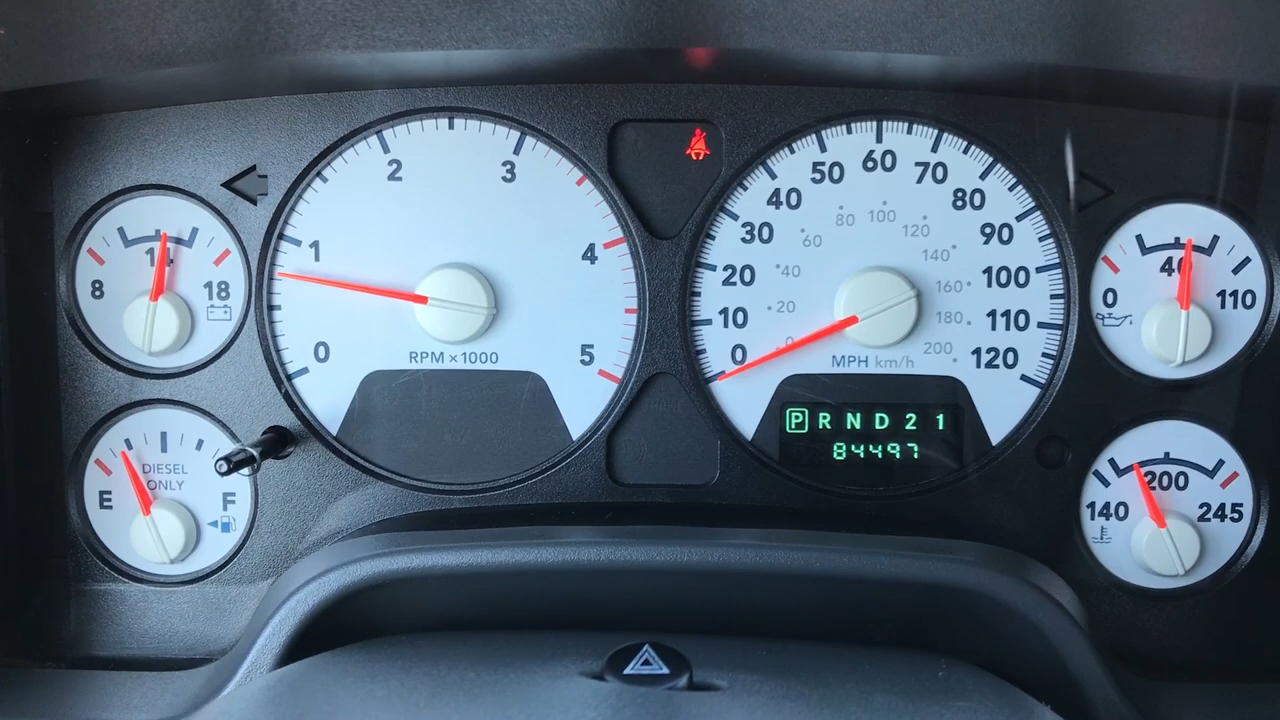 8 14 18
E DIESEL ONLY F
0 1 2 3 4 5
RPM×1000
0 10 20 30 40 50 60 70 80 90 100 110 120
0 20 40 60 80 100 120 140 160 180 200
MPH km/h
P R N D 2 1
84497
0 40 110
140 200 245